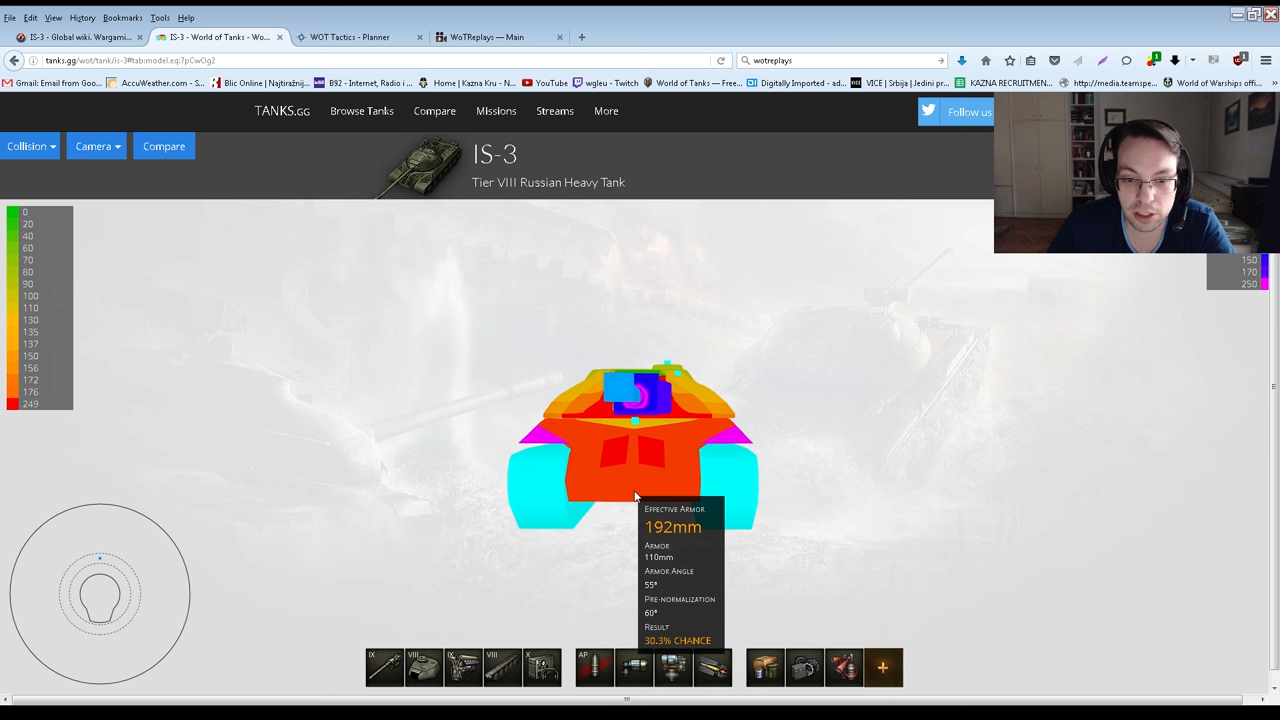 File Edit View History Bookmarks Tools Help
IS-3 - Global wiki. Wargami... × IS-3 - World of Tanks - Wo... × WOT Tactics - Planner × WoTReplays — Main × +
tanks.gg/wot/tank/is-3#tab:model.eq:7pCwOg2
wotreplays
1
1
Gmail: Email from Goo... AccuWeather.com - S... Blic Online | Najtiražniji... B92 - Internet, Radio i ... Home | Kazna Kru - N... YouTube wgleu - Twitch World of Tanks — Free... Digitally Imported - ad... VICE | Srbija | Jedini pr... KAZNA RECRUITMEN... http://media.teamspe... World of Warships offi...
TANKS.GG Browse Tanks Compare Missions Streams More Follow us
Collision Camera Compare
IS-3
Tier VIII Russian Heavy Tank
0
20
40
60
70
80
90
100
110
130
135
137
150
156
172
176
249
150
170
250
EFFECTIVE ARMOR
192mm
ARMOR
110mm
ARMOR ANGLE
55°
PRE-NORMALIZATION
60°
RESULT
30.3% CHANCE
IX VIII IX VIII X AP +